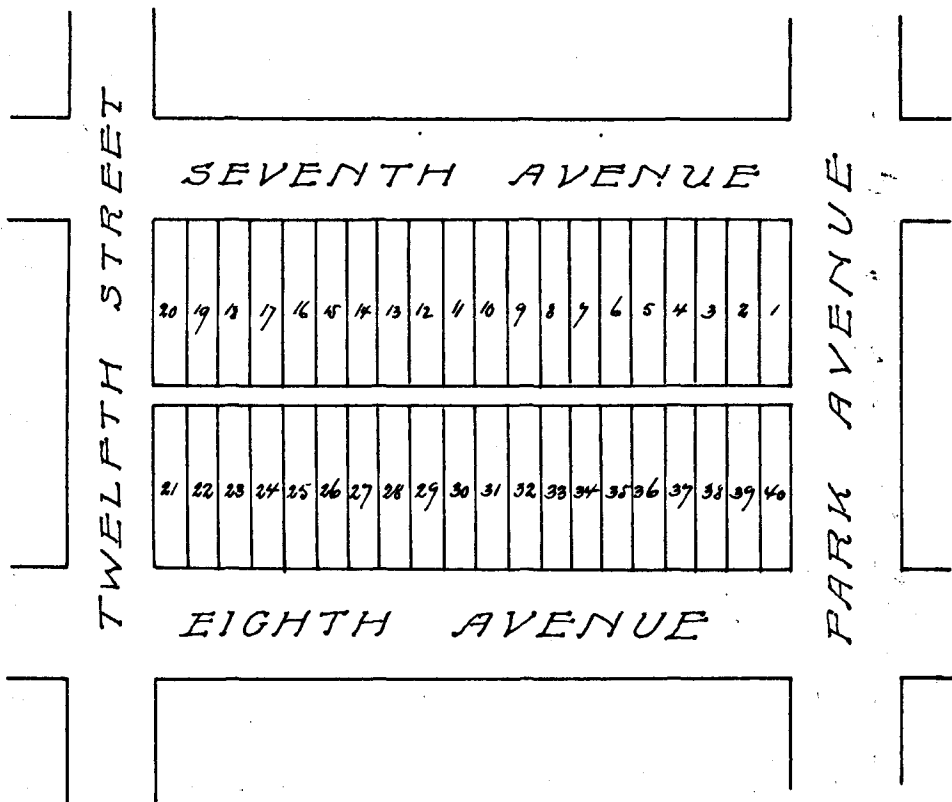 SEVENTH AVENUE
TWELFTH STREET
PARK AVENUE
20 19 18 17 16 15 14 13 12 11 10 9 8 7 6 5 4 3 2 1
21 22 23 24 25 26 27 28 29 30 31 32 33 34 35 36 37 38 39 40
EIGHTH AVENUE